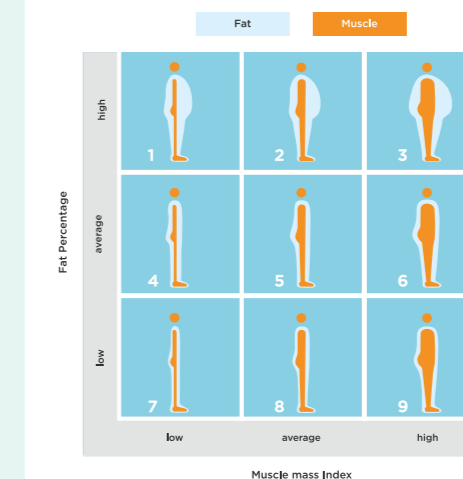 Fat
Muscle
high
1
2
3
Fat Percentage
average
4
5
6
low
7
8
9
low
average
high
Muscle mass Index